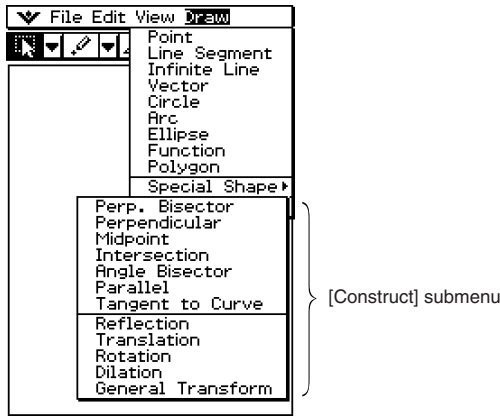 File Edit View Draw
Point
Line Segment
Infinite Line
Vector
Circle
Arc
Ellipse
Function
Polygon
Special Shape
Perp. Bisector
Perpendicular
Midpoint
Intersection
Angle Bisector
Parallel
Tangent to Curve
Reflection
Translation
Rotation
Dilation
General Transform
[Construct] submenu